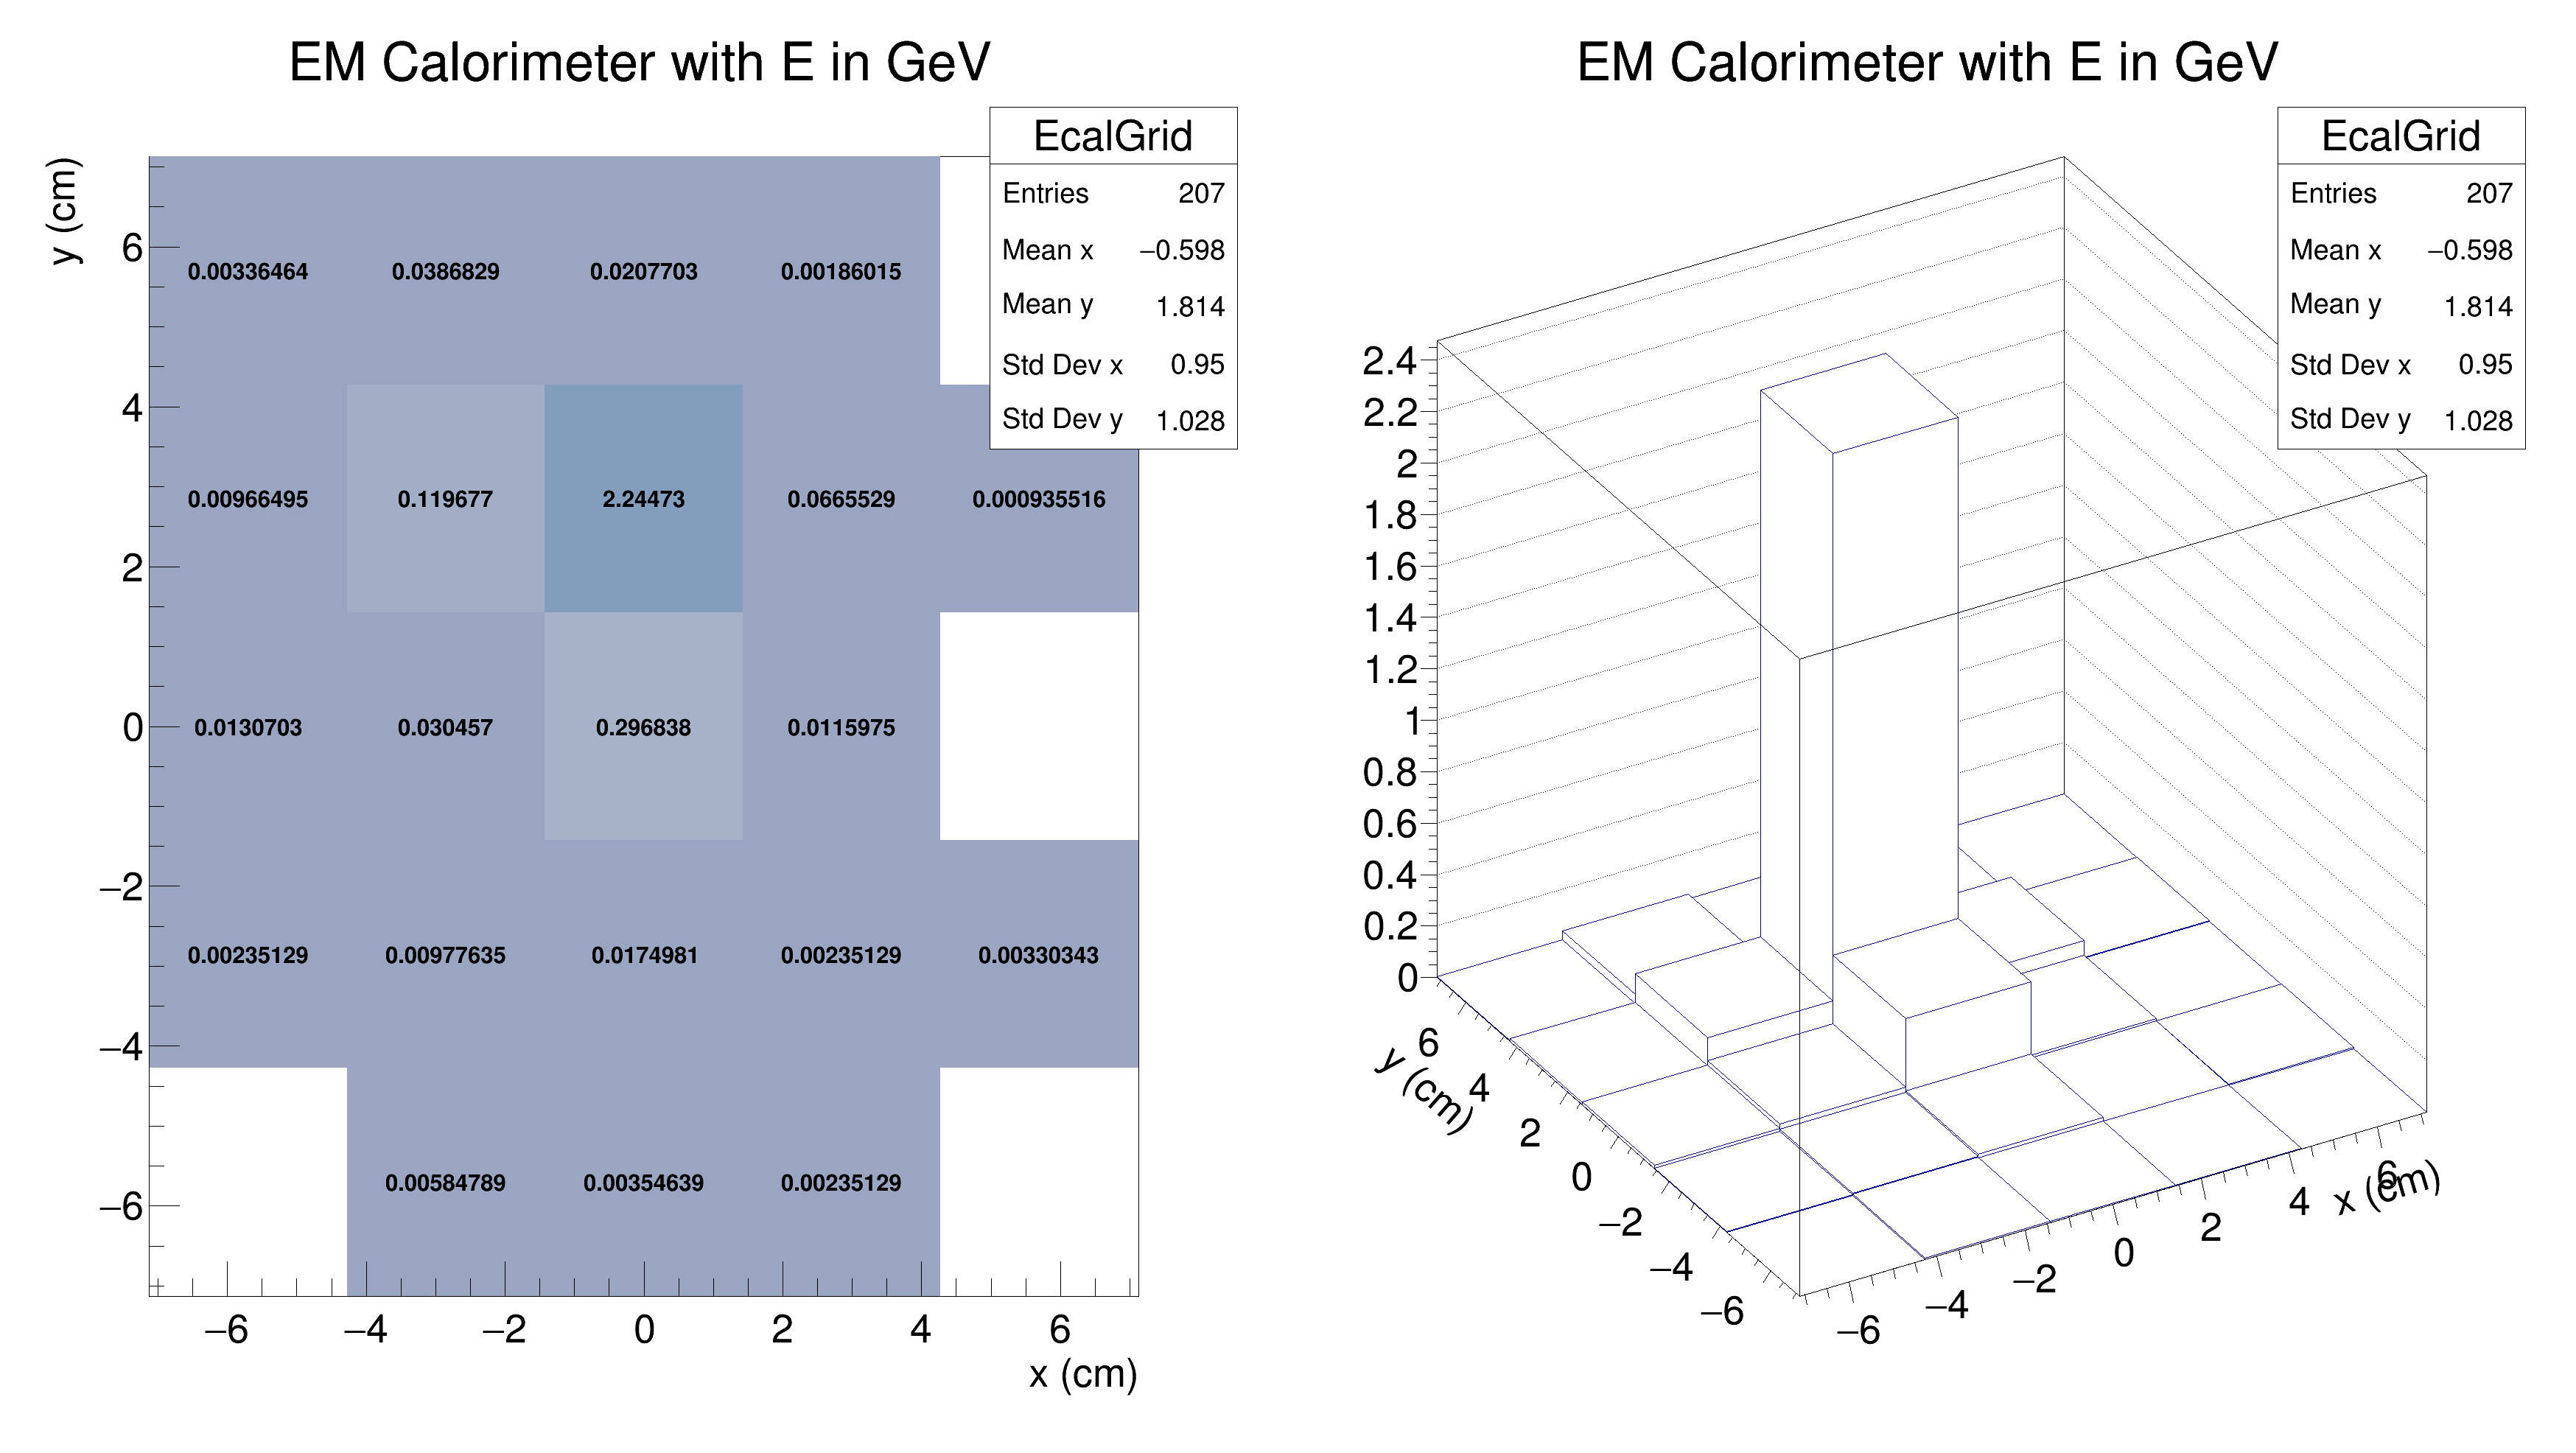 EM Calorimeter with E in GeV
EcalGrid
Entries 207
Mean x −0.598
Mean y 1.814
Std Dev x 0.95
Std Dev y 1.028
y (cm)
6
4
2
0
−2
−4
−6
0.00336464 0.0386829 0.0207703 0.00186015
0.00966495 0.119677 2.24473 0.0665529 0.000935516
0.0130703 0.030457 0.296838 0.0115975
0.00235129 0.00977635 0.0174981 0.00235129 0.00330343
0.00584789 0.00354639 0.00235129
−6 −4 −2 0 2 4 6
x (cm)
EM Calorimeter with E in GeV
EcalGrid
Entries 207
Mean x −0.598
Mean y 1.814
Std Dev x 0.95
Std Dev y 1.028
2.4
2.2
2
1.8
1.6
1.4
1.2
1
0.8
0.6
0.4
0.2
0
6
4
2
0
−2
−4
−6
y (cm)
−6
−4
−2
0
2
4
6
x (cm)